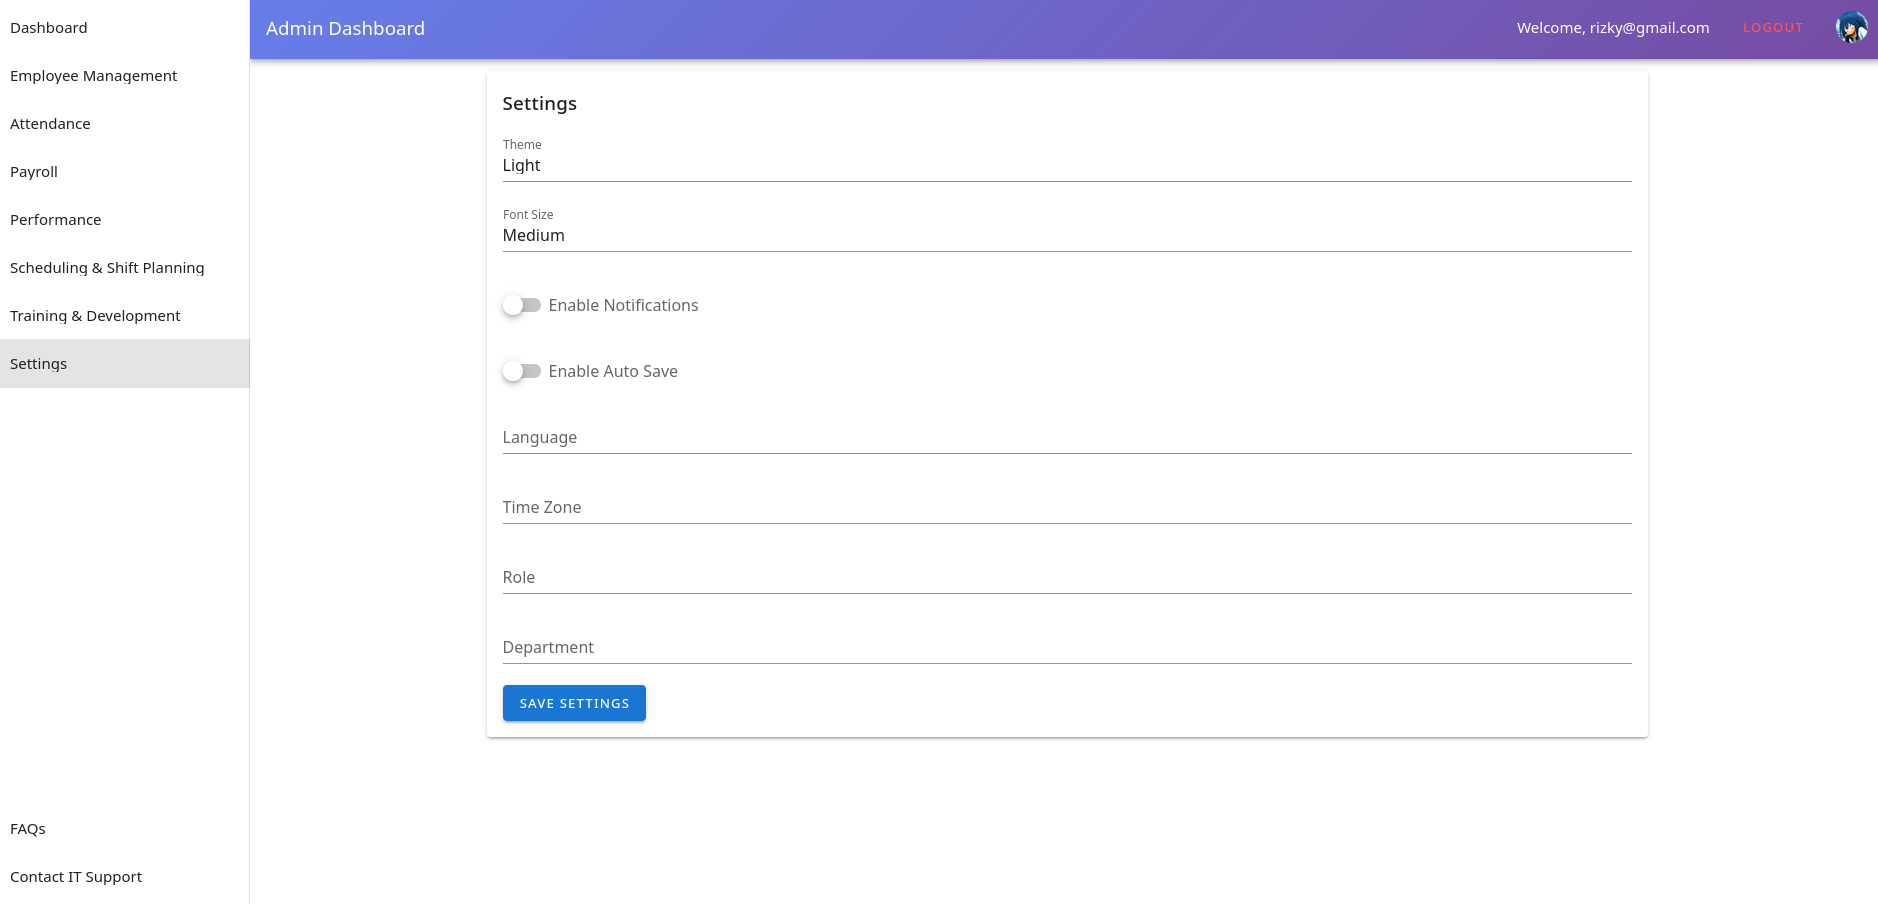 Dashboard
Employee Management
Attendance
Payroll
Performance
Scheduling & Shift Planning
Training & Development
Settings
FAQs
Contact IT Support
Admin Dashboard
Welcome, rizky@gmail.com
LOGOUT
Settings
Theme
Light
Font Size
Medium
Enable Notifications
Enable Auto Save
Language
Time Zone
Role
Department
SAVE SETTINGS